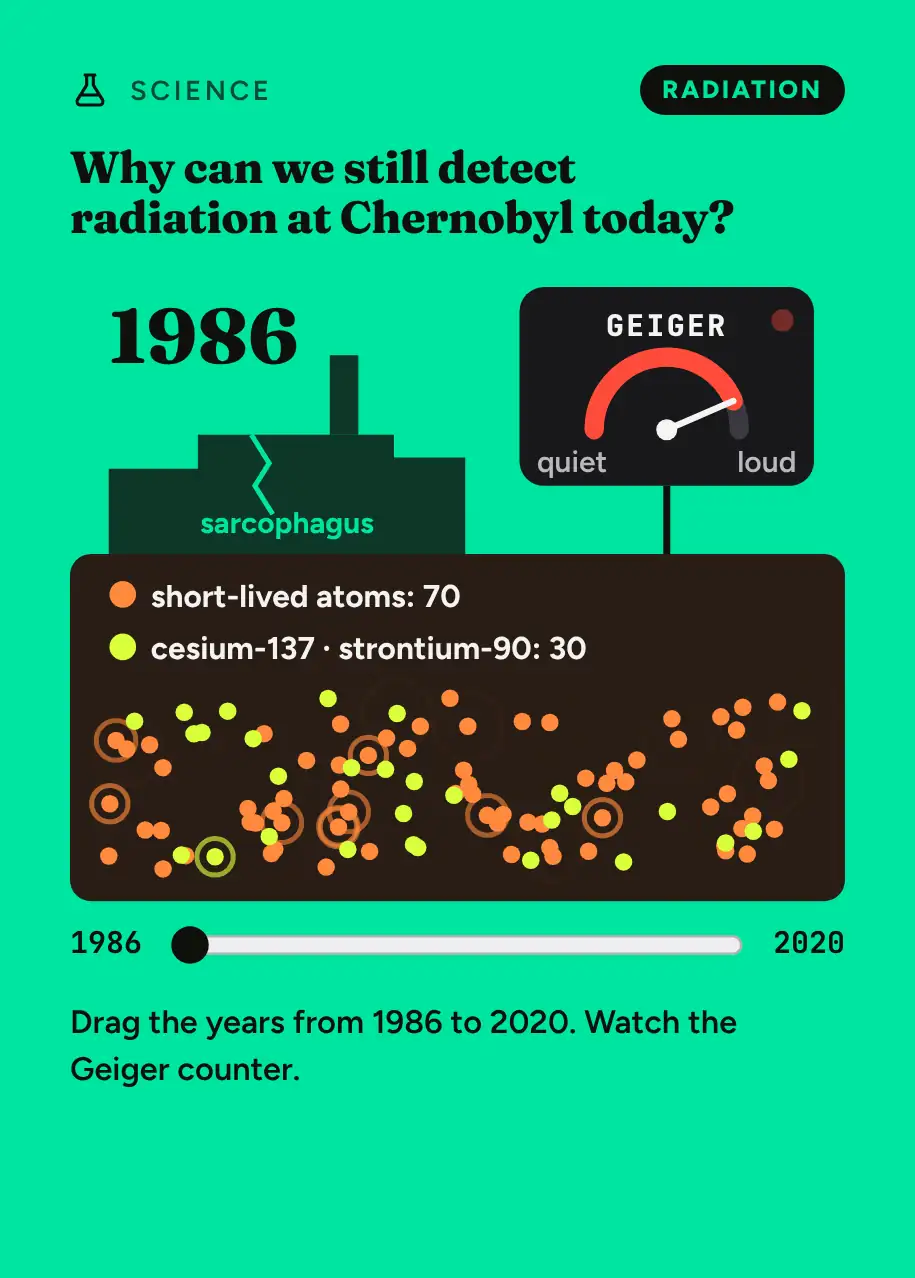 SCIENCE
RADIATION
Why can we still detect
radiation at Chernobyl today?
1986
GEIGER
quiet
loud
sarcophagus
short-lived atoms: 70
cesium-137 · strontium-90: 30
1986
2020
Drag the years from 1986 to 2020. Watch the
Geiger counter.